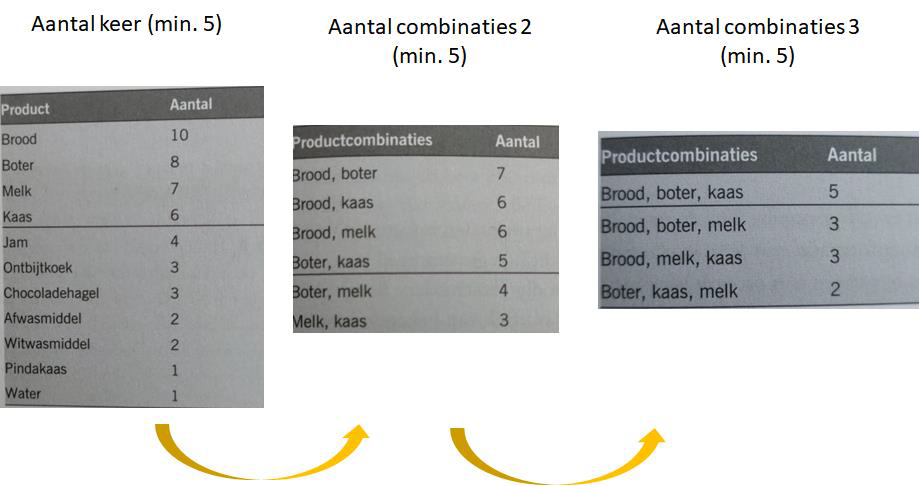 Aantal keer (min. 5)
Product Aantal
Brood 10
Boter 8
Melk 7
Kaas 6
Jam 4
Ontbijtkoek 3
Chocoladehagel 3
Afwasmiddel 2
Witwasmiddel 2
Pindakaas 1
Water 1
Aantal combinaties 2
(min. 5)
Productcombinaties Aantal
Brood, boter 7
Brood, kaas 6
Brood, melk 6
Boter, kaas 5
Boter, melk 4
Melk, kaas 3
Aantal combinaties 3
(min. 5)
Productcombinaties Aantal
Brood, boter, kaas 5
Brood, boter, melk 3
Brood, melk, kaas 3
Boter, kaas, melk 2